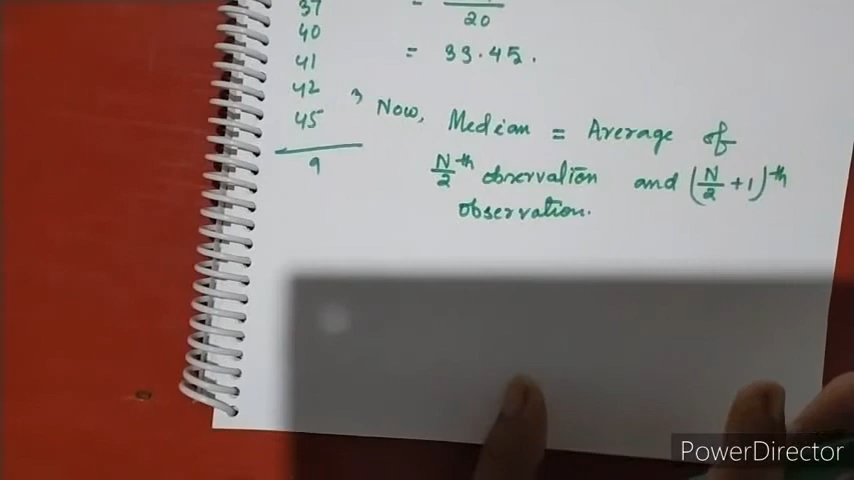 37
40
41
42
45
9
=
20
= 33.45.
Now, Median = Average of
N/2 th observation and (N/2 + 1)th
observation.
PowerDirector